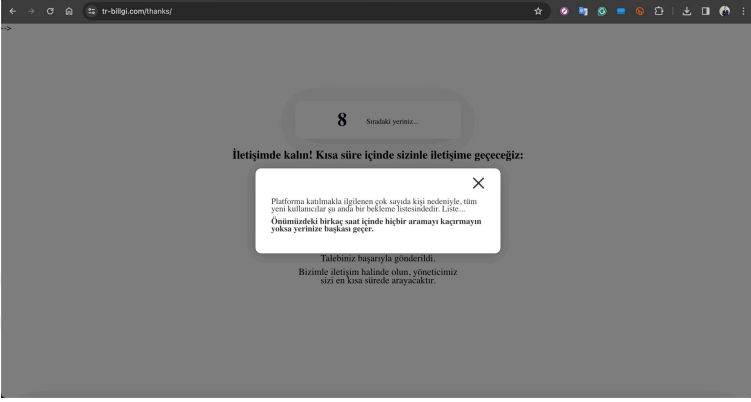 tr-billgi.com/thanks/
-->
8 Sıradaki yeriniz...
İletişimde kalın! Kısa süre içinde sizinle iletişime geçeceğiz:
Platforma katılmakla ilgilenen çok sayıda kişi nedeniyle, tüm
yeni kullanıcılar şu anda bir bekleme listesindedir. Liste...
Önümüzdeki birkaç saat içinde hiçbir aramayı kaçırmayın
yoksa yerinize başkası geçer.
Talebiniz başarıyla gönderildi.
Bizimle iletişim halinde olun, yöneticimiz
sizi en kısa sürede arayacaktır.